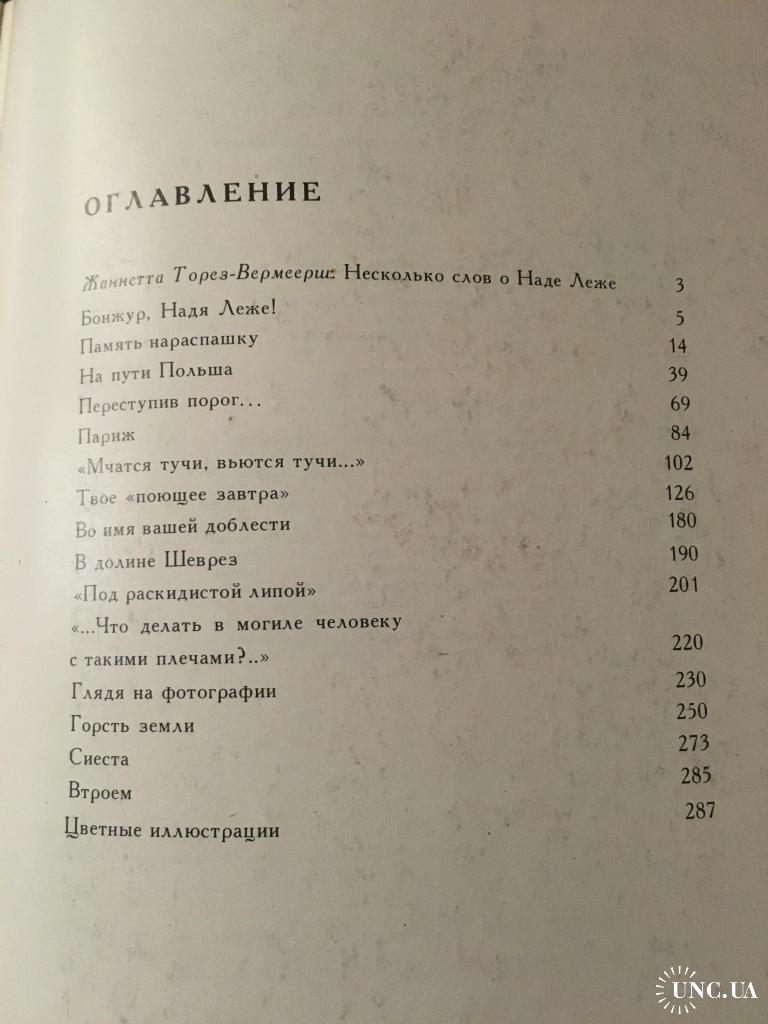 ОГЛАВЛЕНИЕ
Жаннетта Торез-Вермеерш: Несколько слов о Наде Леже 3
Бонжур, Надя Леже! 5
Память нараспашку 14
На пути Польша 39
Переступив порог... 69
Париж 84
«Мчатся тучи, вьются тучи...» 102
Твое «поющее завтра» 126
Во имя вашей доблести 180
В долине Шеврез 190
«Под раскидистой липой» 201
«...Что делать в могиле человеку
с такими плечами?..» 220
Глядя на фотографии 230
Горсть земли 250
Сиеста 273
Втроем 285
Цветные иллюстрации 287
UNC.UA